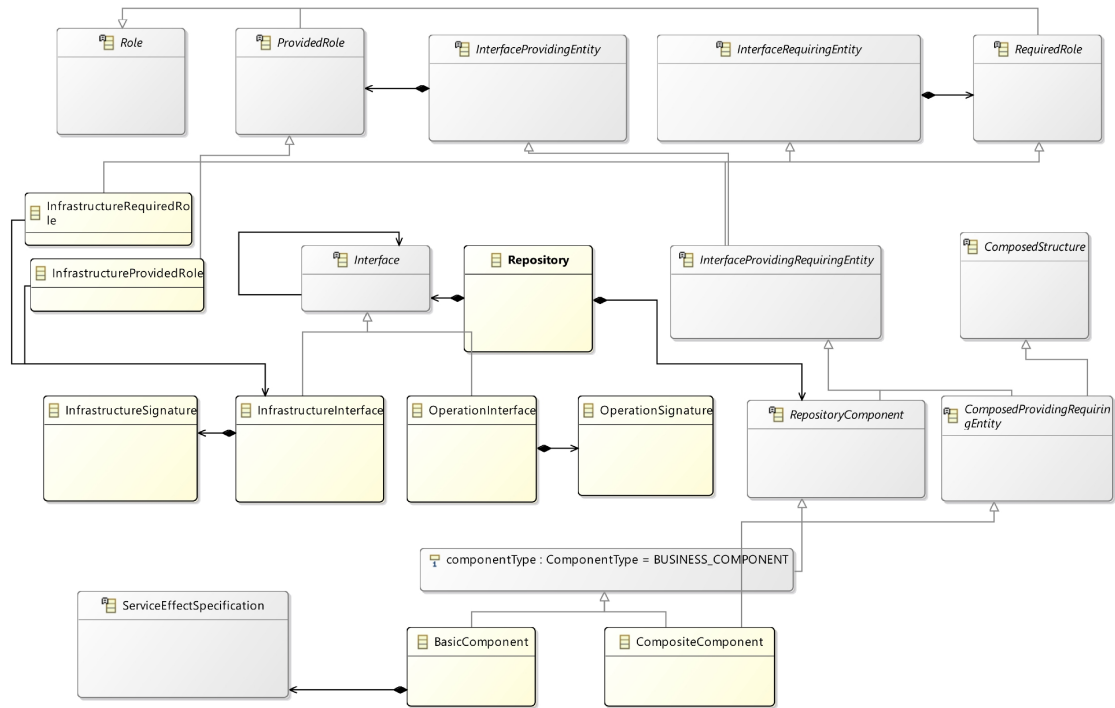 Role
ProvidedRole
InterfaceProvidingEntity
InterfaceRequiringEntity
RequiredRole
InfrastructureRequiredRo
le
InfrastructureProvidedRole
Interface
Repository
InterfaceProvidingRequiringEntity
ComposedStructure
InfrastructureSignature
InfrastructureInterface
OperationInterface
OperationSignature
RepositoryComponent
ComposedProvidingRequirin
gEntity
componentType : ComponentType = BUSINESS_COMPONENT
ServiceEffectSpecification
BasicComponent
CompositeComponent